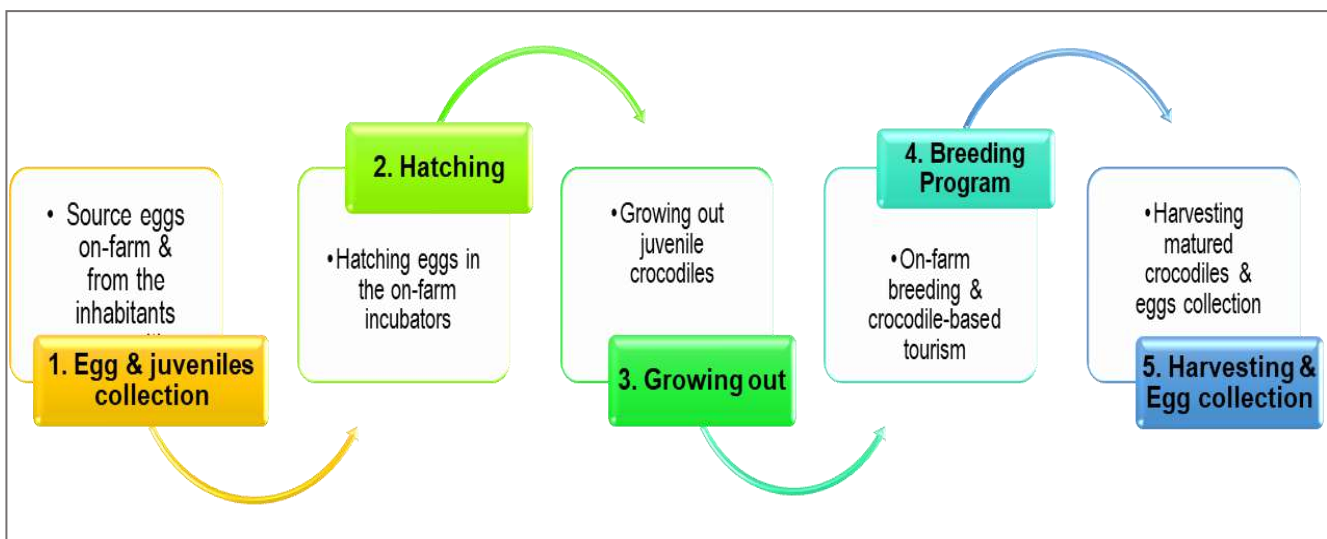 • Source eggs
on-farm &
from the
inhabitants
1. Egg & juveniles
collection
2. Hatching
•Hatching eggs in
the on-farm
incubators
•Growing out
juvenile
crocodiles
3. Growing out
4. Breeding
Program
•On-farm
breeding &
crocodile-based
tourism
•Harvesting
matured
crocodiles &
eggs collection
5. Harvesting &
Egg collection